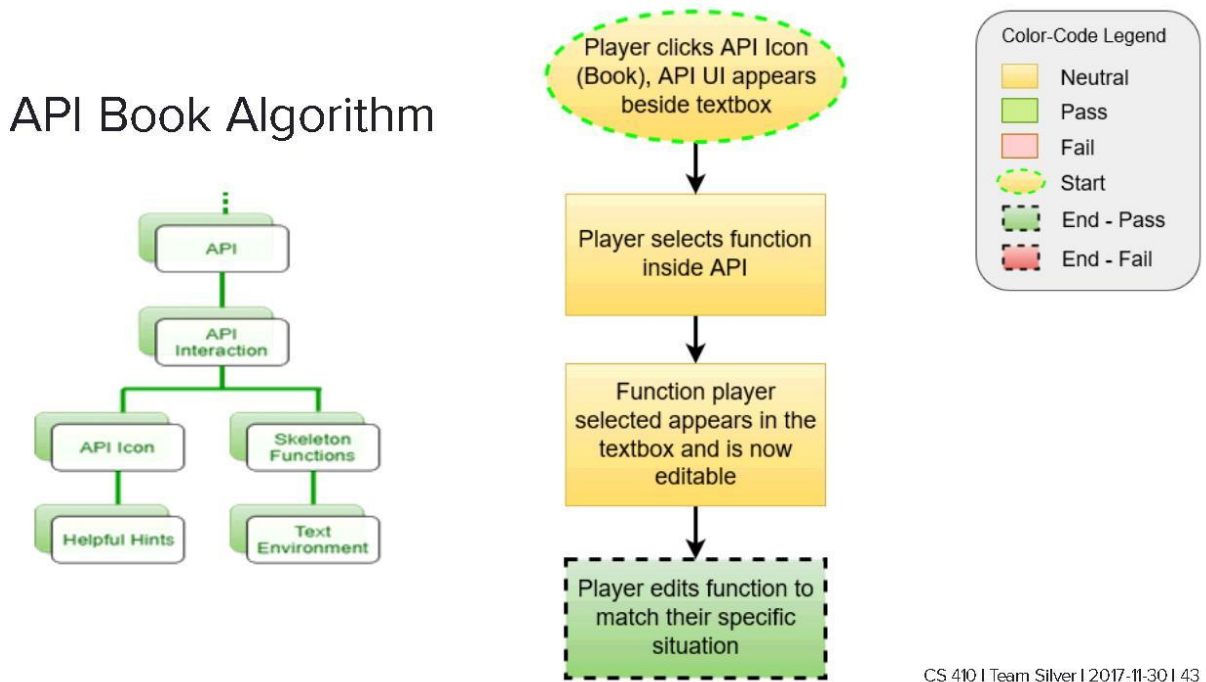 API Book Algorithm
API
API
Interaction
API Icon
Skeleton
Functions
Helpful Hints
Text
Environment
Player clicks API Icon
(Book), API UI appears
beside textbox
Player selects function
inside API
Function player
selected appears in the
textbox and is now
editable
Player edits function to
match their specific
situation
Color-Code Legend
Neutral
Pass
Fail
Start
End - Pass
End - Fail
CS 410 | Team Silver | 2017-11-30 | 43